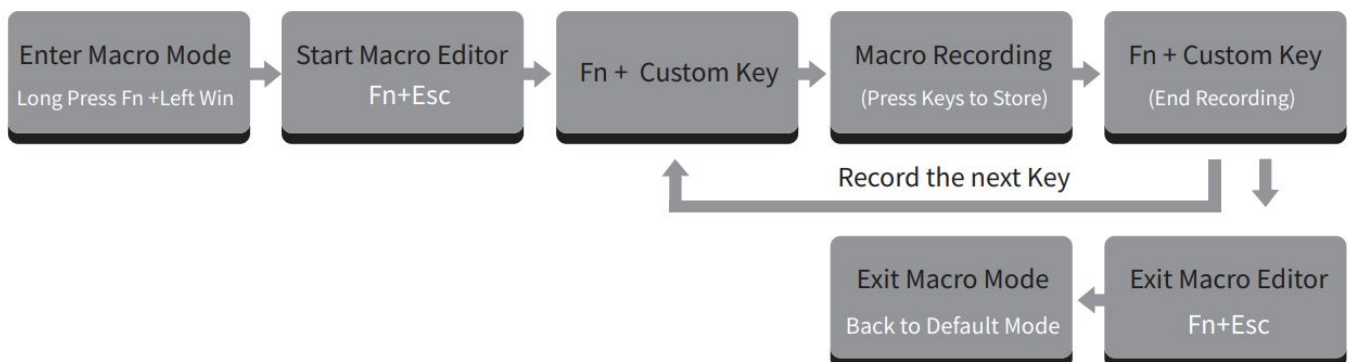 Enter Macro Mode
Long Press Fn +Left Win
Start Macro Editor
Fn+Esc
Fn + Custom Key
Macro Recording
(Press Keys to Store)
Fn + Custom Key
(End Recording)
Record the next Key
Exit Macro Mode
Back to Default Mode
Exit Macro Editor
Fn+Esc